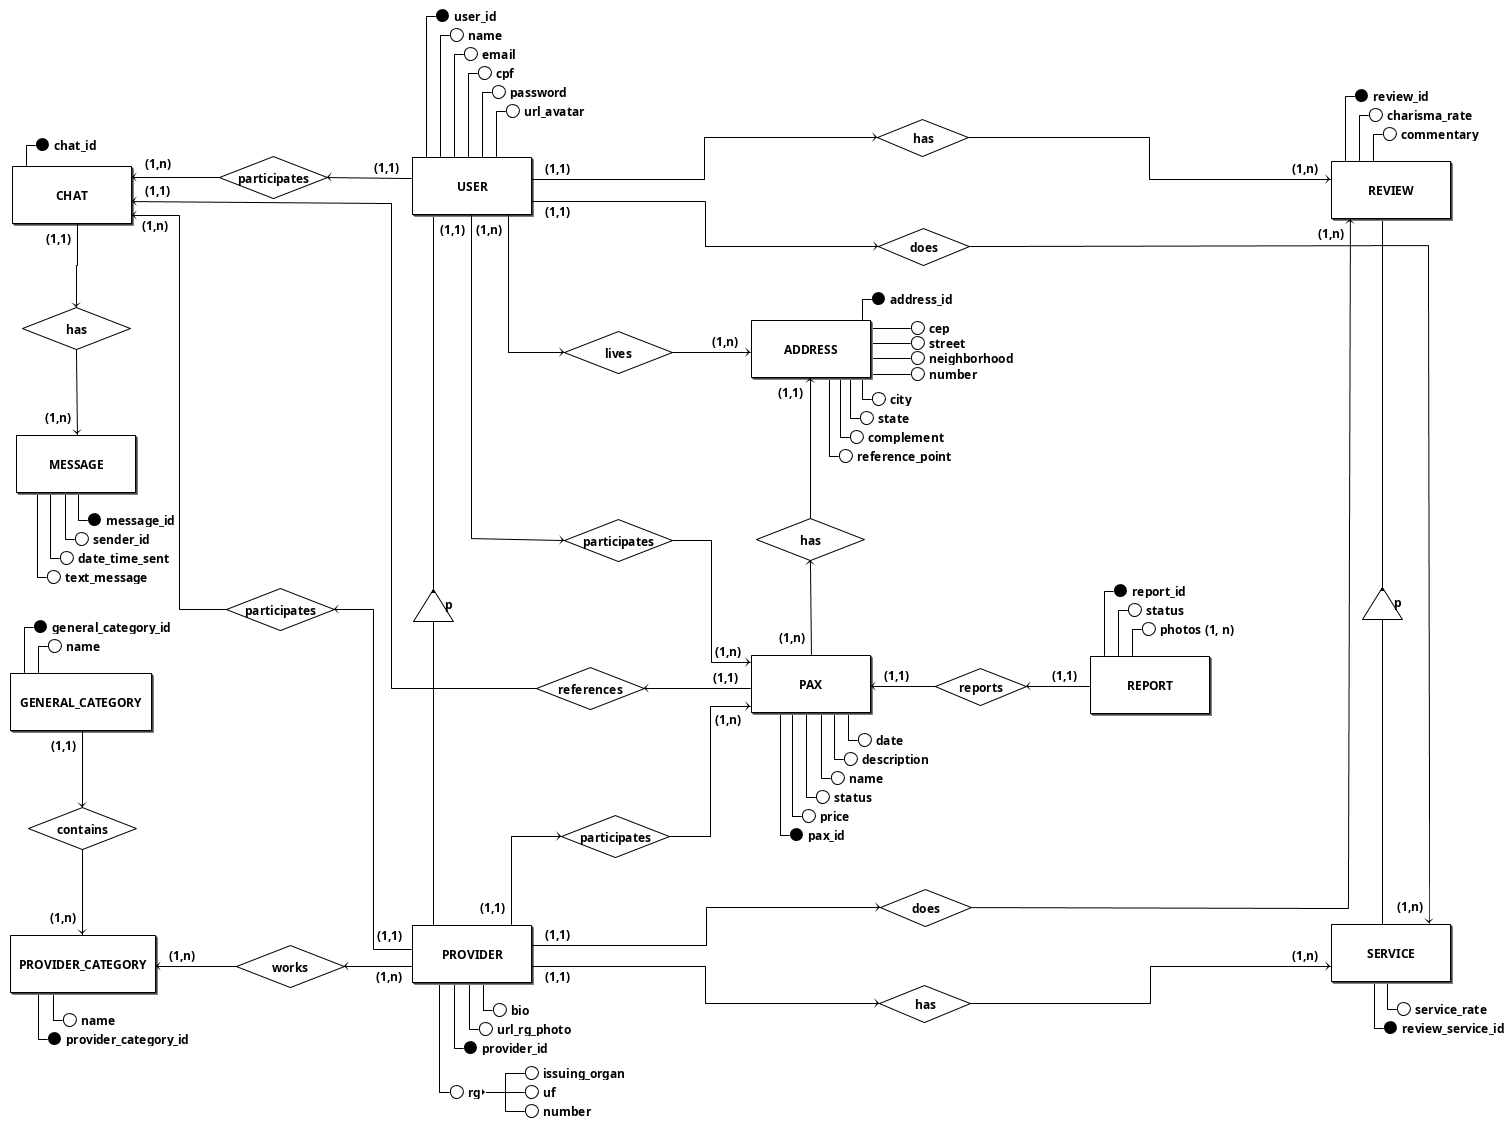 user_id
name
email
cpf
password
url_avatar
chat_id
CHAT
(1,n)
participates
(1,1)
USER
(1,1)
(1,n)
(1,1)
(1,1)
(1,1)
(1,n)
has
does
(1,1)
(1,n)
review_id
charisma_rate
commentary
REVIEW
(1,n)
(1,n)
has
(1,n)
MESSAGE
message_id
sender_id
date_time_sent
text_message
lives
(1,n)
address_id
ADDRESS
cep
street
neighborhood
number
city
state
complement
reference_point
(1,1)
has
(1,n)
participates
(1,n)
participates
p
general_category_id
name
GENERAL_CATEGORY
(1,1)
contains
(1,n)
PROVIDER_CATEGORY
name
provider_category_id
references
(1,1)
PAX
(1,n)
date
description
name
status
price
pax_id
(1,1)
reports
(1,1)
report_id
status
photos (1, n)
REPORT
p
participates
(1,1)
(1,1)
PROVIDER
(1,n)
works
(1,n)
(1,1)
(1,1)
does
has
(1,n)
(1,n)
SERVICE
service_rate
review_service_id
bio
url_rg_photo
provider_id
rg
issuing_organ
uf
number